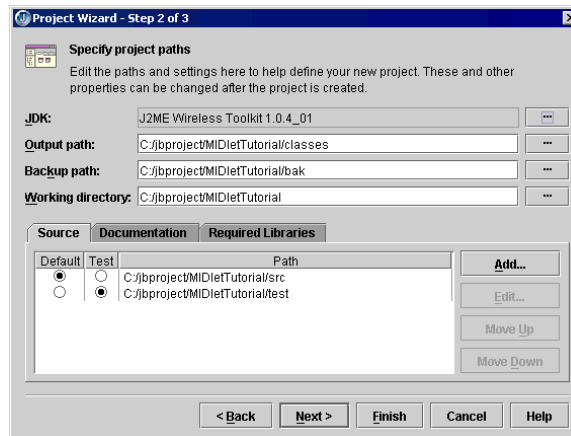 Project Wizard - Step 2 of 3
Specify project paths
Edit the paths and settings here to help define your new project. These and other
properties can be changed after the project is created.
JDK: J2ME Wireless Toolkit 1.0.4_01 ...
Output path: C:/jbproject/MIDletTutorial/classes ...
Backup path: C:/jbproject/MIDletTutorial/bak ...
Working directory: C:/jbproject/MIDletTutorial ...
Source Documentation Required Libraries
Default Test Path
C:/jbproject/MIDletTutorial/src
C:/jbproject/MIDletTutorial/test
Add...
Edit...
Move Up
Move Down
< Back Next > Finish Cancel Help